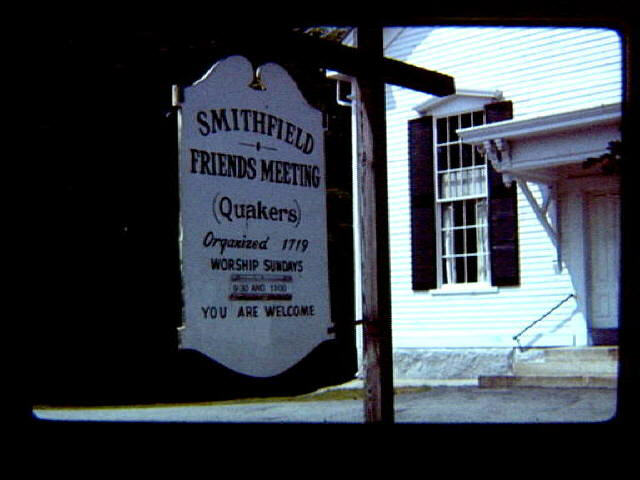 SMITHFIELD
FRIENDS MEETING
(Quakers)
Organized 1719
WORSHIP SUNDAYS
9:30 AND 11:00
YOU ARE WELCOME